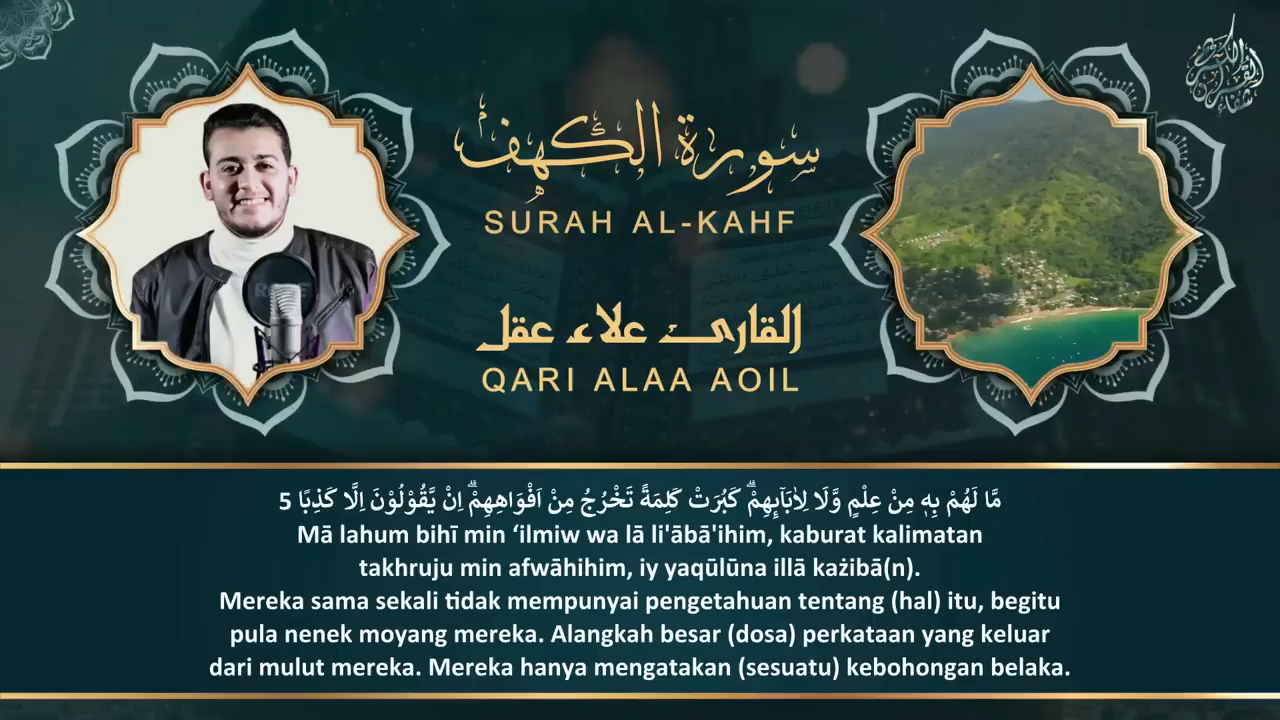 سورة الكهف
SURAH AL-KAHF
القارئ علاء عقل
QARI ALAA AOIL
مَّا لَهُمْ بِهٖ مِنْ عِلْمٍ وَّلَا لِاٰبَاۤىِٕهِمْۗ كَبُرَتْ كَلِمَةً تَخْرُجُ مِنْ اَفْوَاهِهِمْۗ اِنْ يَّقُوْلُوْنَ اِلَّا كَذِبًا 5
Mā lahum bihī min ‘ilmiw wa lā li'ābā'ihim, kaburat kalimatan
takhruju min afwāhihim, iy yaqūlūna illā każibā(n).
Mereka sama sekali tidak mempunyai pengetahuan tentang (hal) itu, begitu
pula nenek moyang mereka. Alangkah besar (dosa) perkataan yang keluar
dari mulut mereka. Mereka hanya mengatakan (sesuatu) kebohongan belaka.